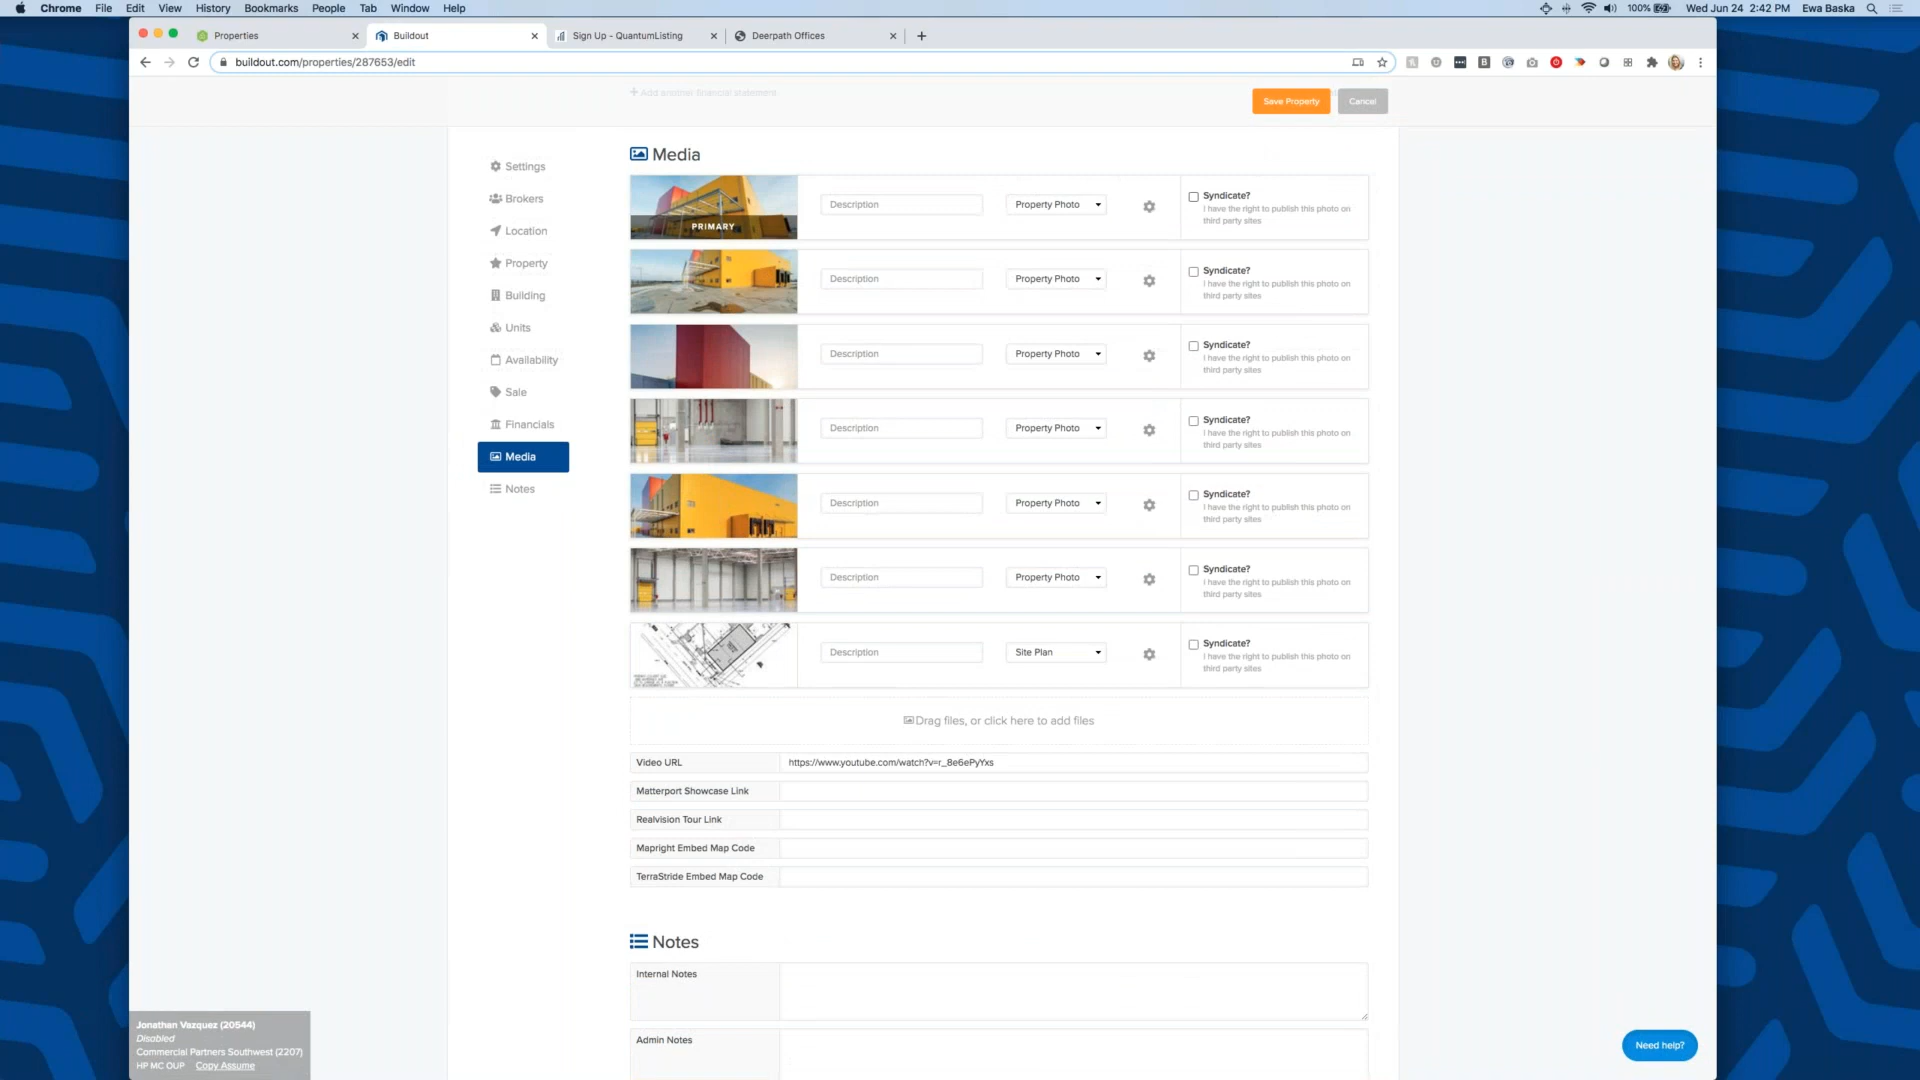 Chrome File Edit View History Bookmarks People Tab Window Help
100% Wed Jun 24 2:42 PM Ewa Baska
Properties
Buildout
Sign Up - QuantumListing
Deerpath Offices
buildout.com/properties/287653/edit
Add another financial statement
Save Property
Cancel
Settings
Brokers
Location
Property
Building
Units
Availability
Sale
Financials
Media
Notes
Media
PRIMARY
Description
Property Photo
Syndicate?
I have the right to publish this photo on
third party sites
Description
Property Photo
Syndicate?
I have the right to publish this photo on
third party sites
Description
Property Photo
Syndicate?
I have the right to publish this photo on
third party sites
Description
Property Photo
Syndicate?
I have the right to publish this photo on
third party sites
Description
Property Photo
Syndicate?
I have the right to publish this photo on
third party sites
Description
Property Photo
Syndicate?
I have the right to publish this photo on
third party sites
Description
Site Plan
Syndicate?
I have the right to publish this photo on
third party sites
Drag files, or click here to add files
Video URL
https://www.youtube.com/watch?v=r_8e6ePyYxs
Matterport Showcase Link
Realvision Tour Link
Mapright Embed Map Code
TerraStride Embed Map Code
Notes
Internal Notes
Admin Notes
Jonathan Vazquez (20544)
Disabled
Commercial Partners Southwest (2207)
HP MC OUP Copy Assume
Need help?